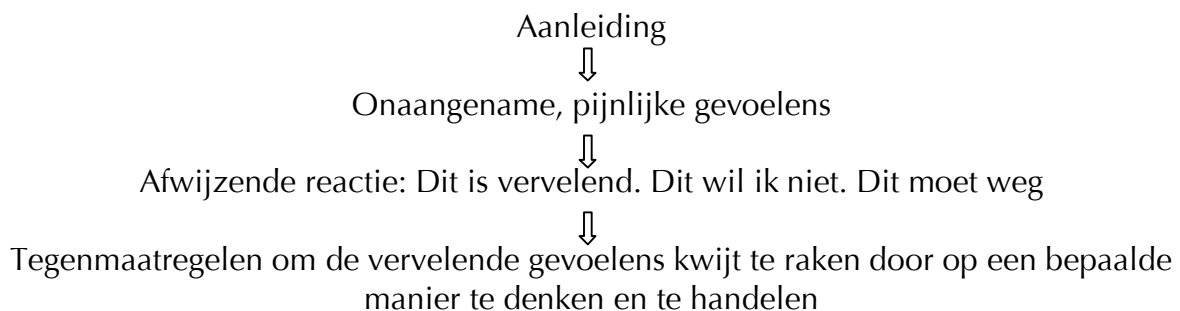 Aanleiding
⇩
Onaangename, pijnlijke gevoelens
⇩
Afwijzende reactie: Dit is vervelend. Dit wil ik niet. Dit moet weg
⇩
Tegenmaatregelen om de vervelende gevoelens kwijt te raken door op een bepaalde
manier te denken en te handelen